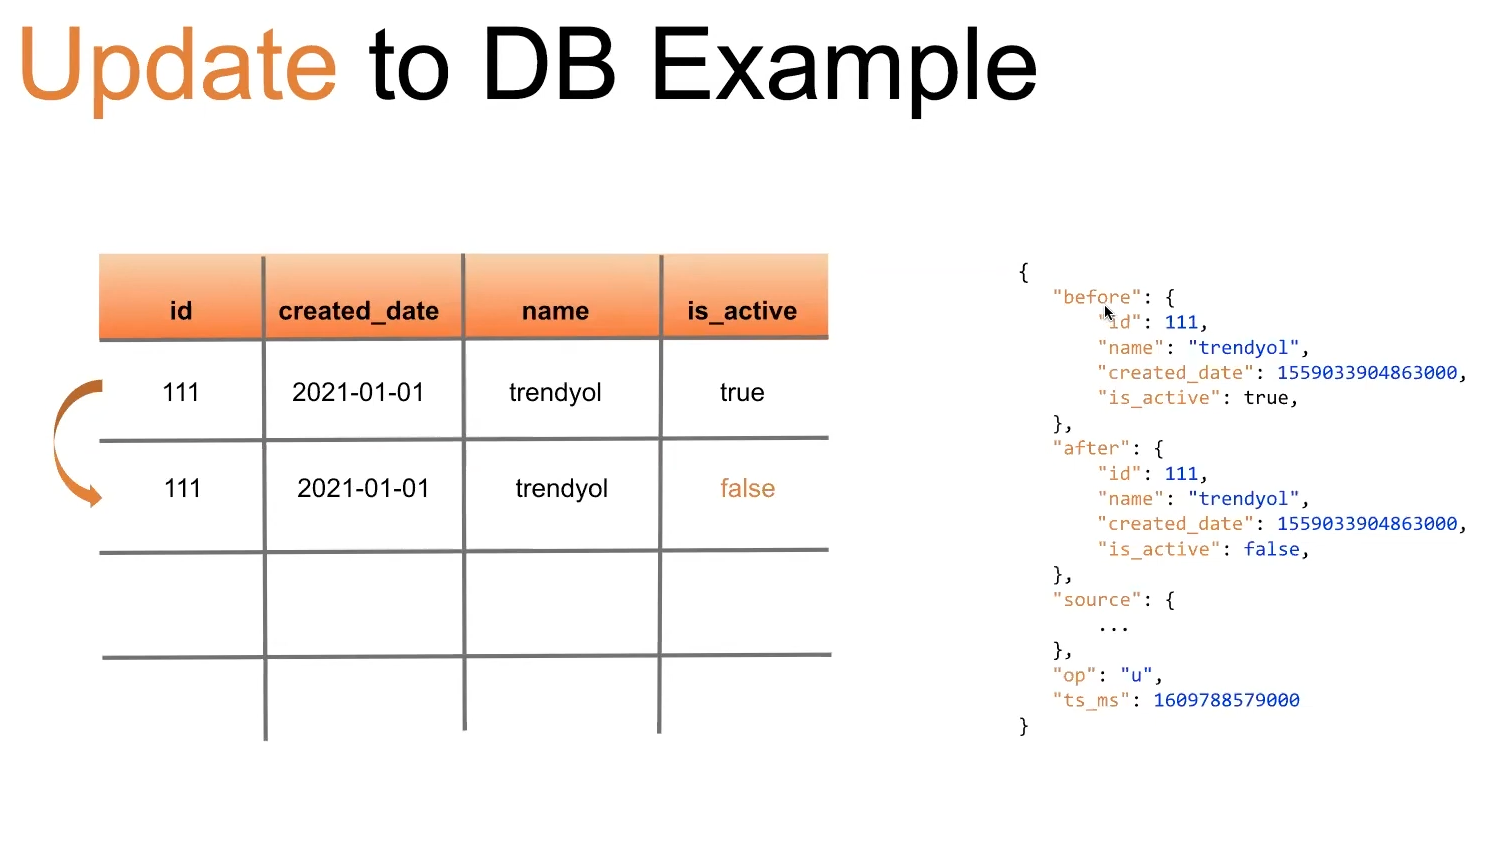 Update to DB Example
id created_date name is_active
111 2021-01-01 trendyol true
111 2021-01-01 trendyol false
{
"before": {
"id": 111,
"name": "trendyol",
"created_date": 1559033904863000,
"is_active": true,
},
"after": {
"id": 111,
"name": "trendyol",
"created_date": 1559033904863000,
"is_active": false,
},
"source": {
...
},
"op": "u",
"ts_ms": 1609788579000
}